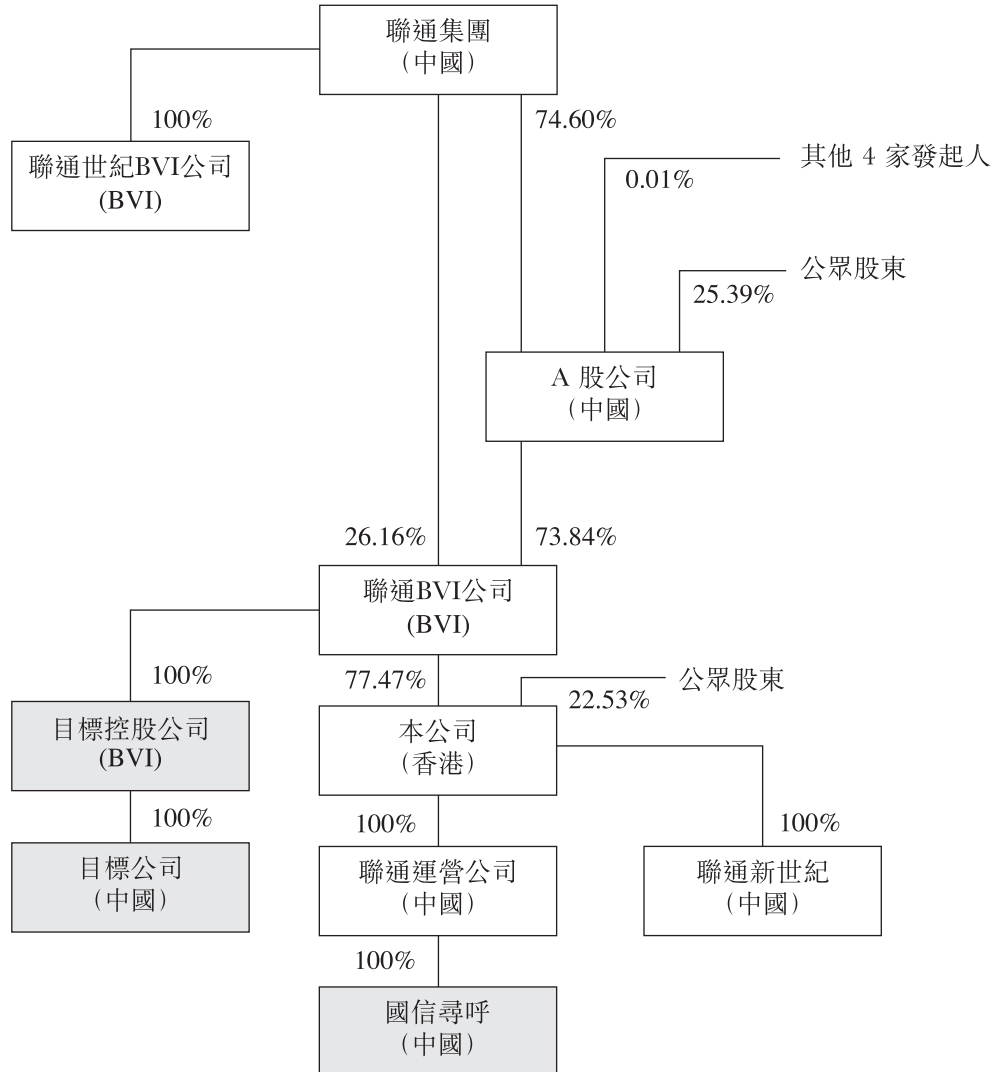 聯通集團
（中國）
100%
74.60%
聯通世紀BVI公司
(BVI)
其他 4 家發起人
0.01%
公眾股東
25.39%
A 股公司
（中國）
26.16%
73.84%
聯通BVI公司
(BVI)
100%
77.47%
公眾股東
22.53%
目標控股公司
(BVI)
本公司
（香港）
100%
100%
100%
目標公司
（中國）
聯通運營公司
（中國）
聯通新世紀
（中國）
100%
國信尋呼
（中國）